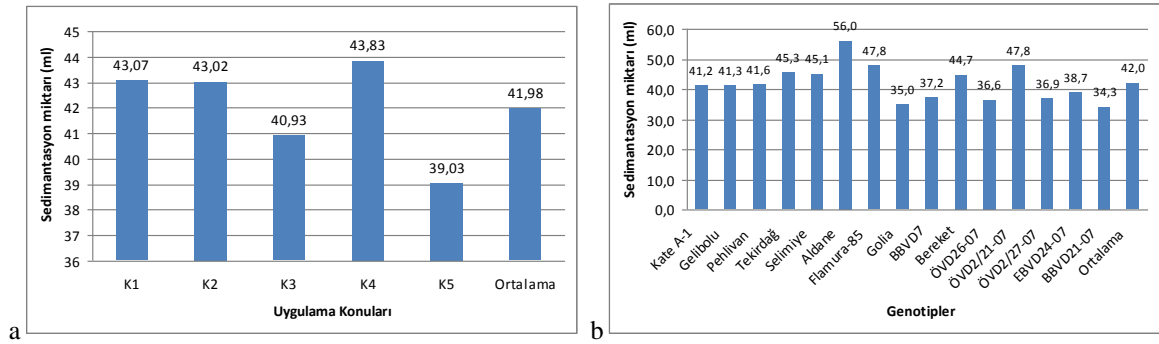 Sedimantasyon miktarı (ml)
45
44
43
42
41
40
39
38
37
36
43,07
43,02
40,93
43,83
39,03
41,98
K1
K2
K3
K4
K5
Ortalama
Uygulama Konuları
a
Sedimantasyon miktarı (ml)
60,0
50,0
40,0
30,0
20,0
10,0
0,0
41,2
41,3
41,6
45,3
45,1
56,0
47,8
35,0
37,2
44,7
36,6
47,8
36,9
38,7
34,3
42,0
Kate A-1
Gelibolu
Pehlivan
Tekirdağ
Selimiye
Aldane
Flamura-85
Golia
BBVD7
Bereket
ÖVD26-07
ÖVD2/21-07
ÖVD2/27-07
EBVD24-07
BBVD21-07
Ortalama
Genotipler
b